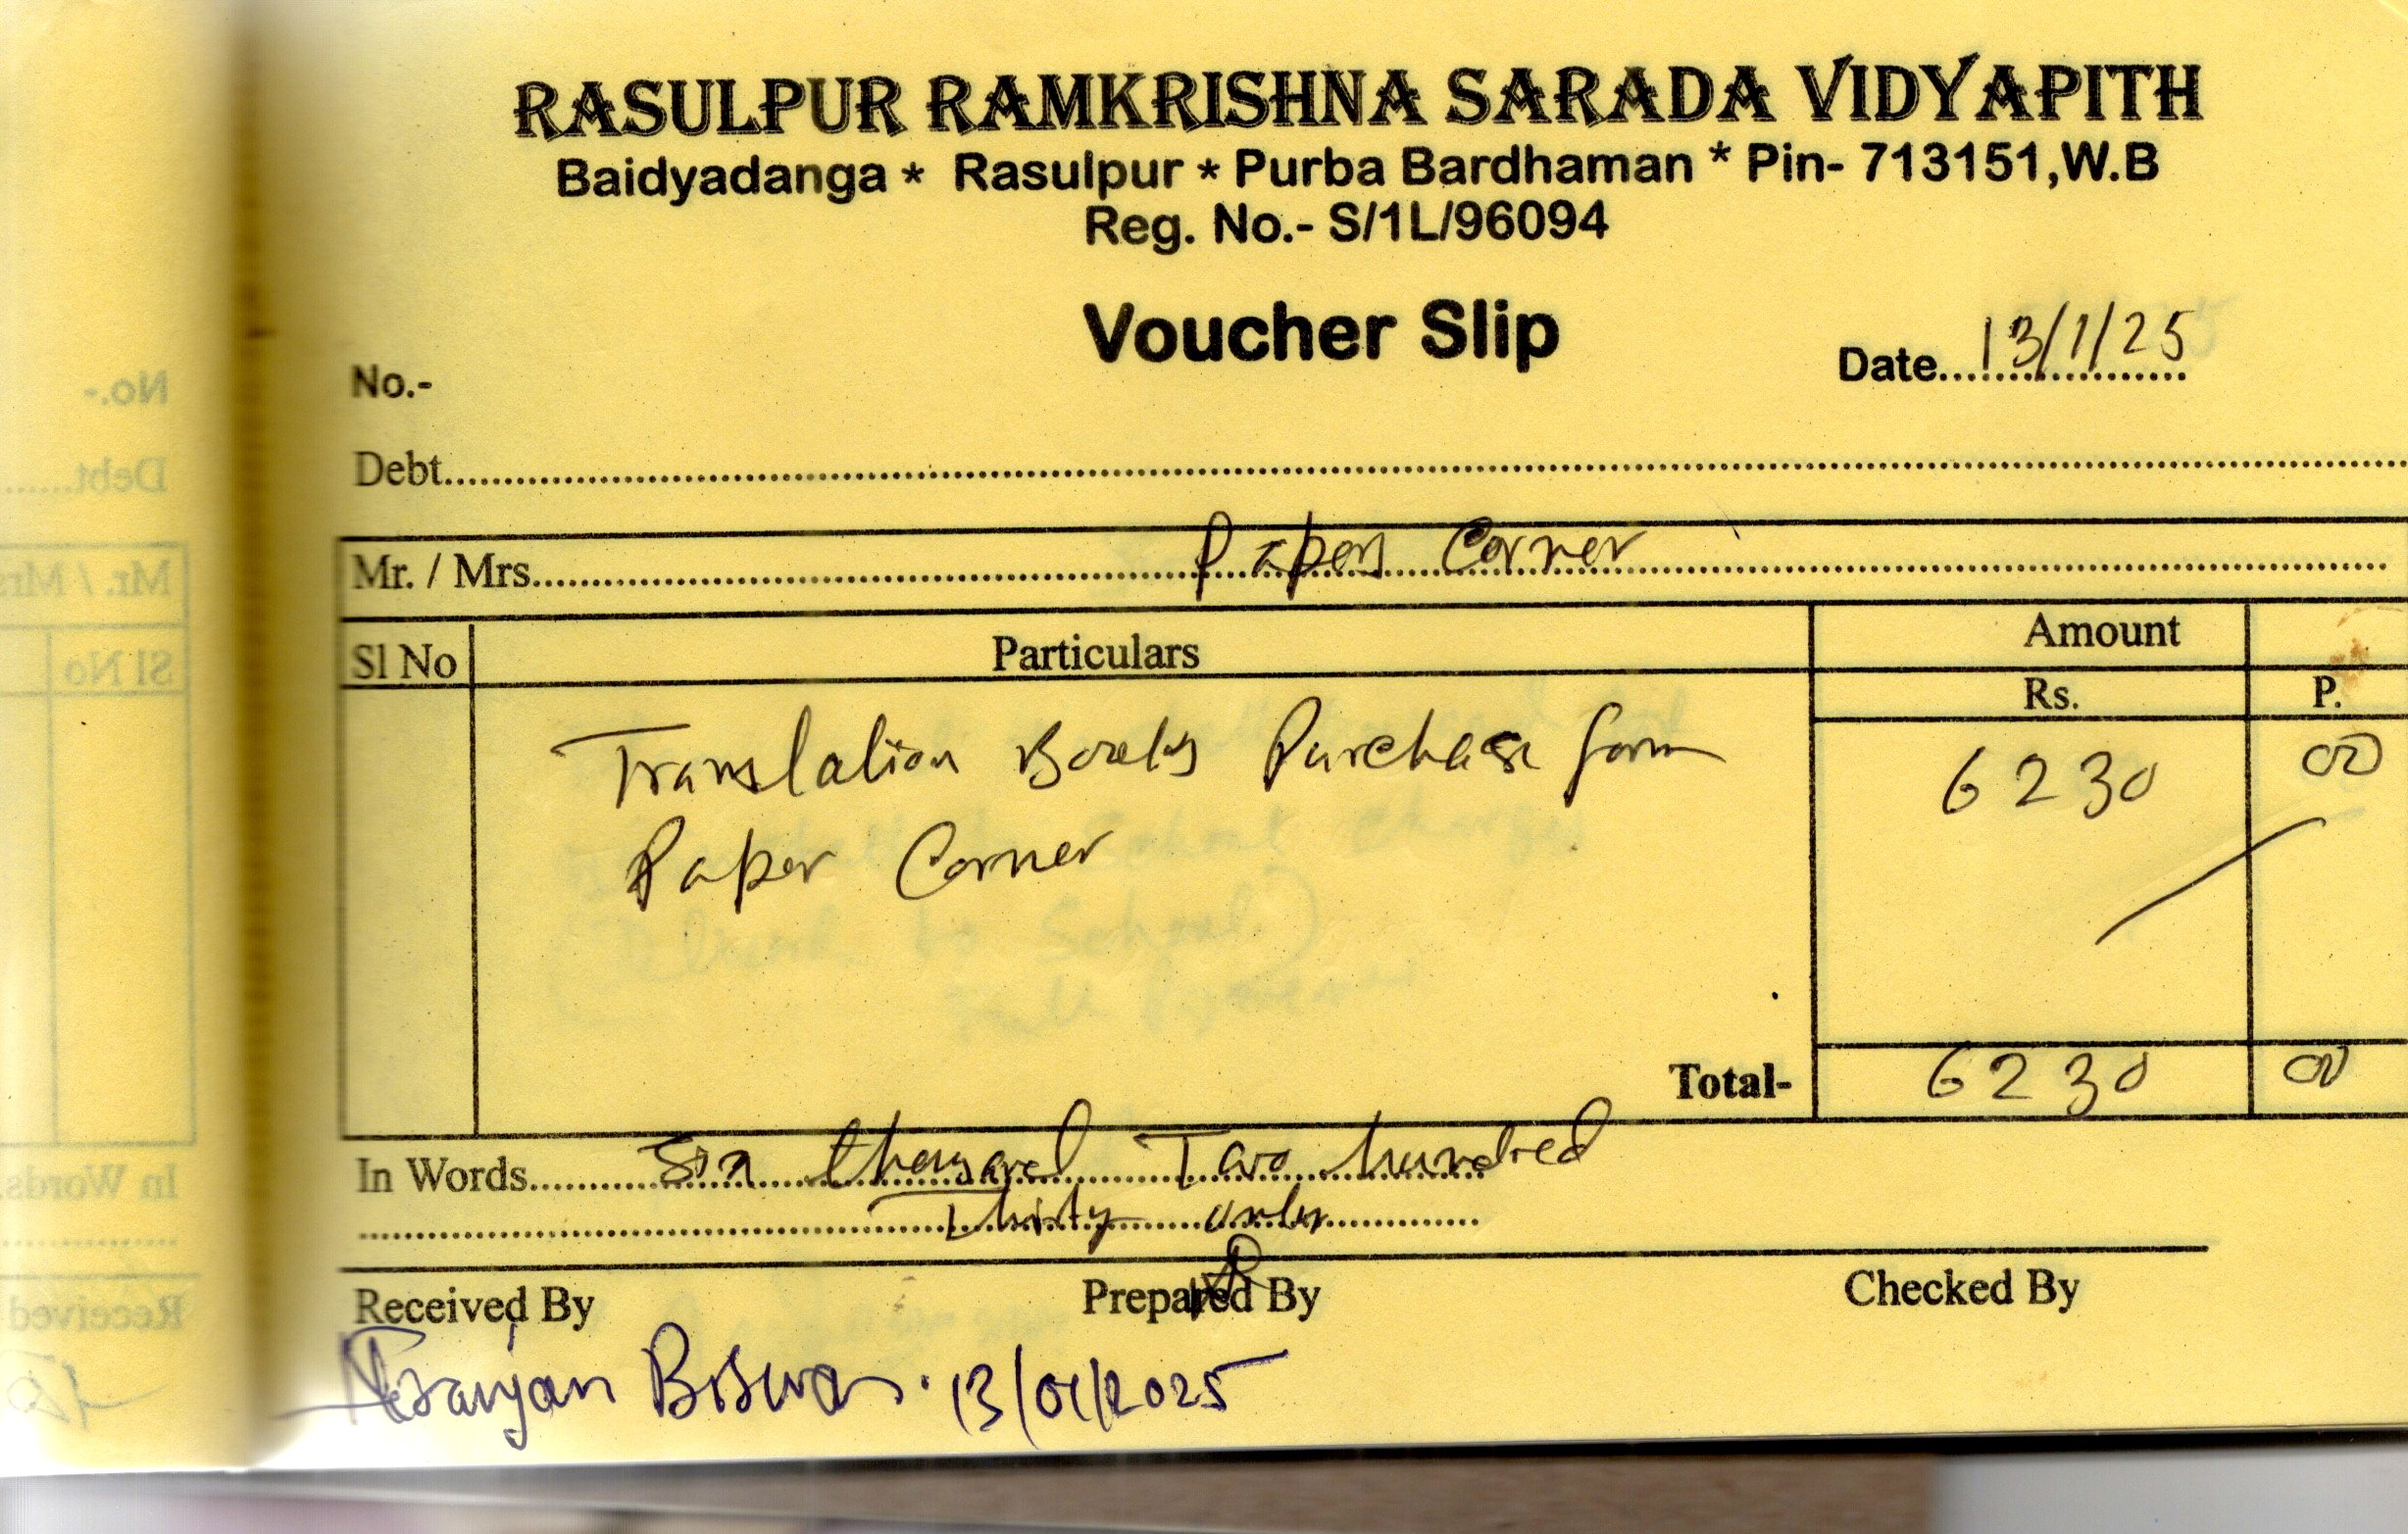 RASULPUR RAMKRISHNA SARADA VIDYAPITH
Baidyadanga * Rasulpur * Purba Bardhaman * Pin- 713151,W.B
Reg. No.- S/1L/96094
Voucher Slip
No.-
Date 13/1/25
Debt
Mr. / Mrs. Paper Corner
Sl No Particulars Amount
Rs. P.
Translation Books Purchase form 6230 00
Paper Corner
Total- 6230 00
In Words Six thousand Two hundred
Thirty only
Received By Prepared By Checked By
Biswas 13/01/2025